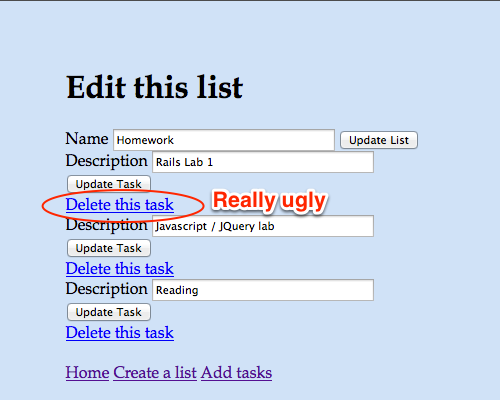 Edit this list
Name Homework Update List
Description Rails Lab 1
Update Task
Delete this task Really ugly
Description Javascript / JQuery lab
Update Task
Delete this task
Description Reading
Update Task
Delete this task
Home Create a list Add tasks